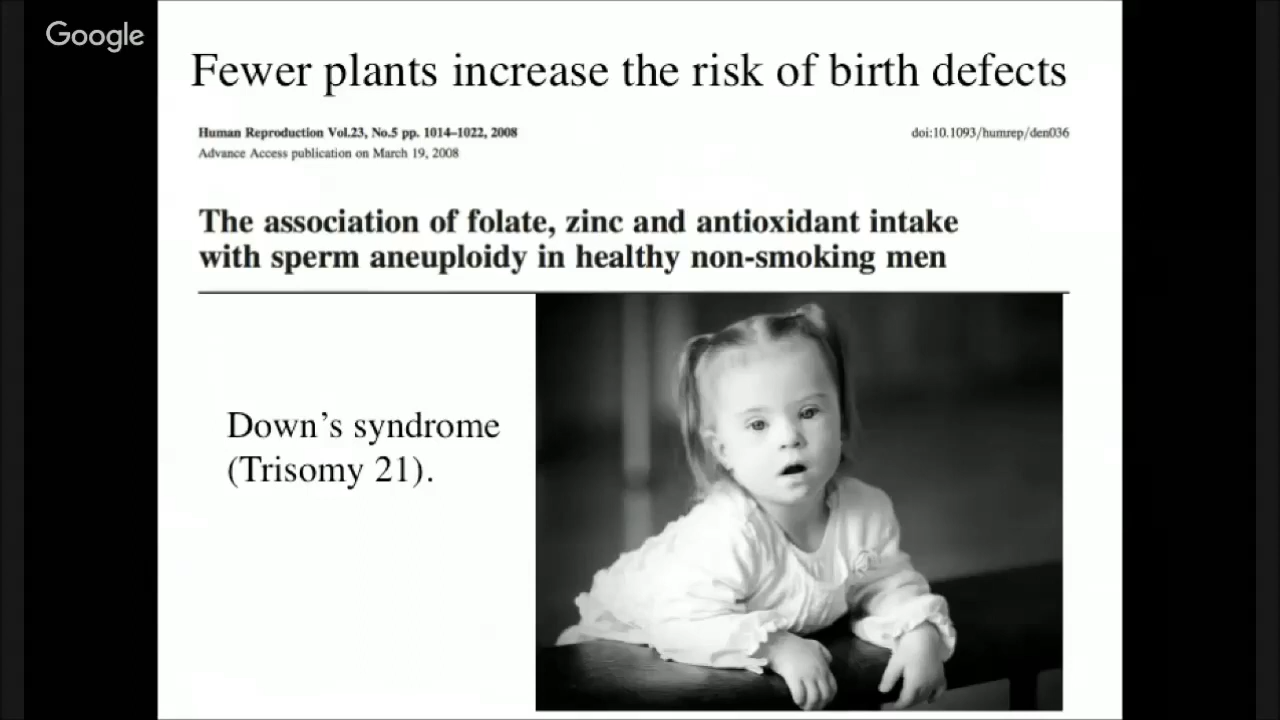 Google
Fewer plants increase the risk of birth defects
Human Reproduction Vol.23, No.5 pp. 1014–1022, 2008
doi:10.1093/humrep/den036
Advance Access publication on March 19, 2008
The association of folate, zinc and antioxidant intake
with sperm aneuploidy in healthy non-smoking men
Down's syndrome
(Trisomy 21).